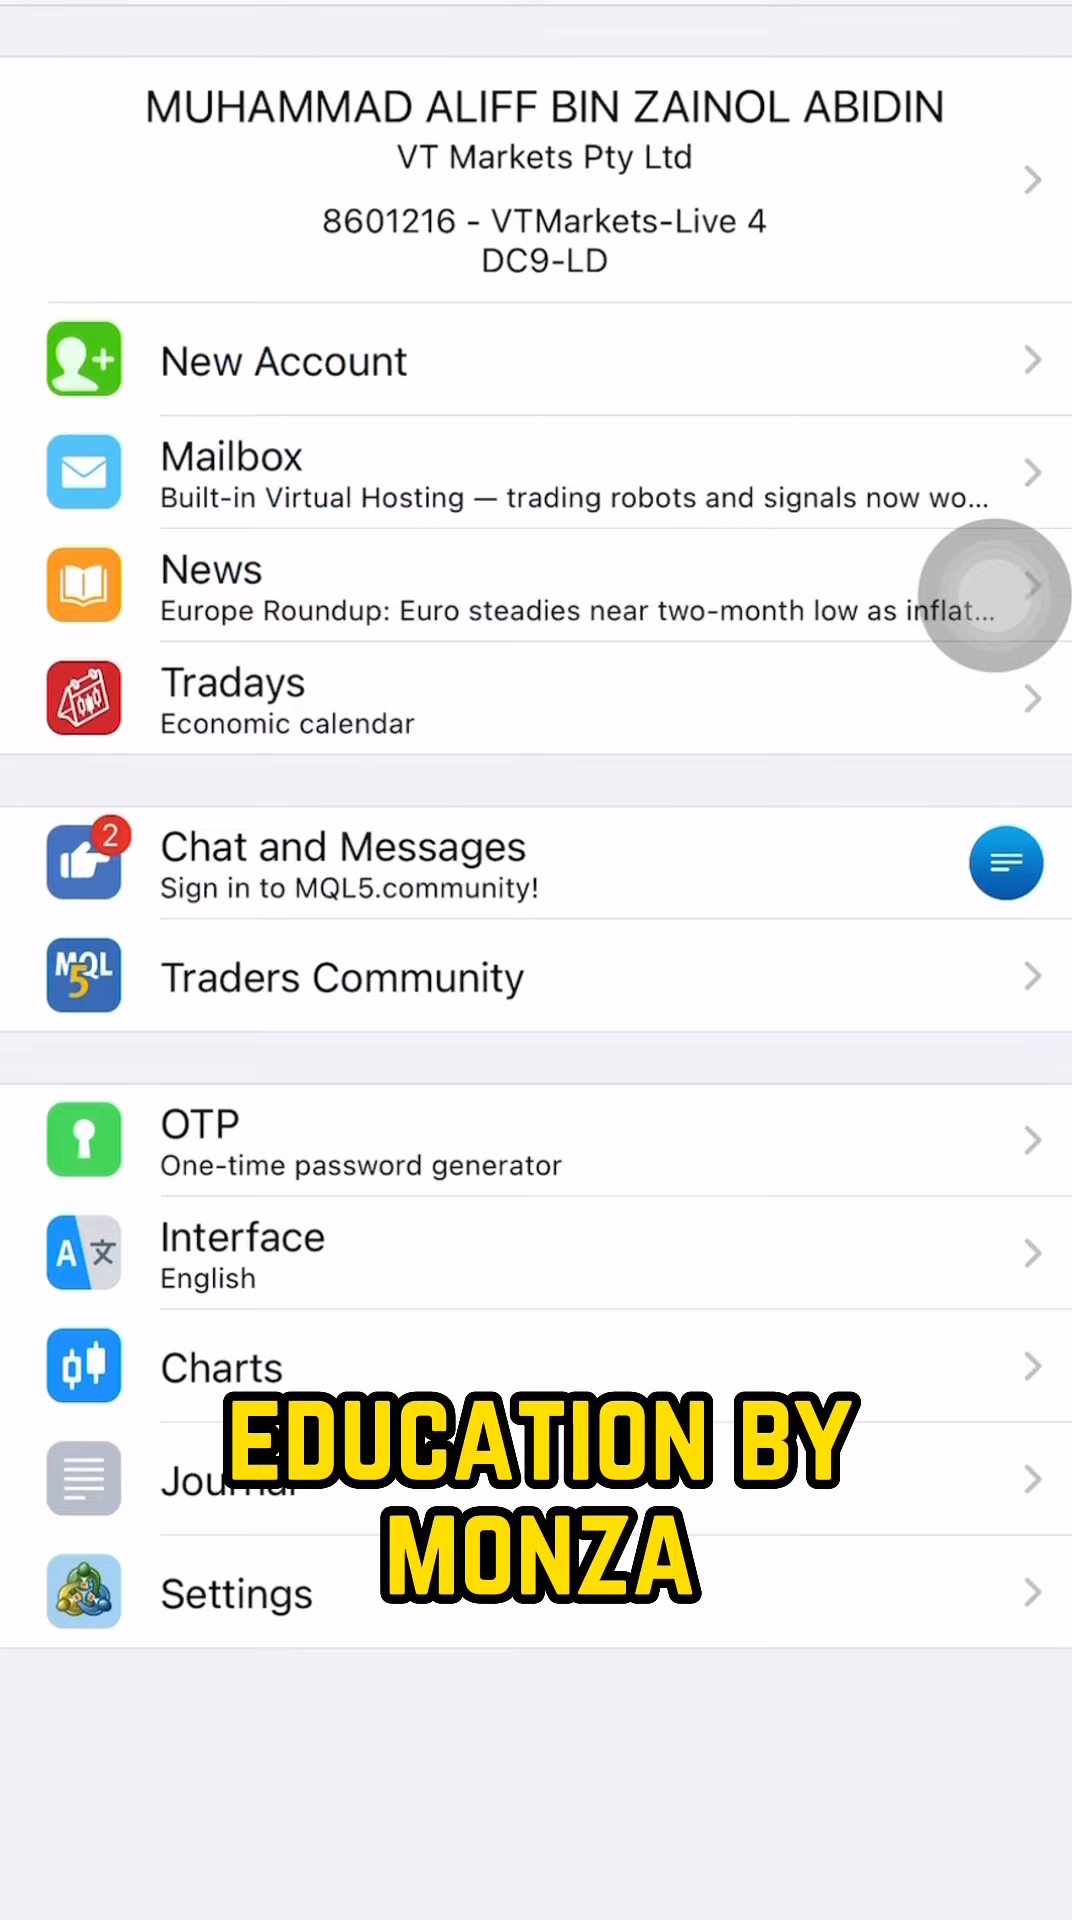 MUHAMMAD ALIFF BIN ZAINOL ABIDIN
VT Markets Pty Ltd
8601216 - VTMarkets-Live 4
DC9-LD
New Account
Mailbox
Built-in Virtual Hosting — trading robots and signals now wo...
News
Europe Roundup: Euro steadies near two-month low as inflat...
Tradays
Economic calendar
2
Chat and Messages
Sign in to MQL5.community!
MQL5
Traders Community
OTP
One-time password generator
A 文
Interface
English
Charts
EDUCATION BY
Journal
MONZA
Settings